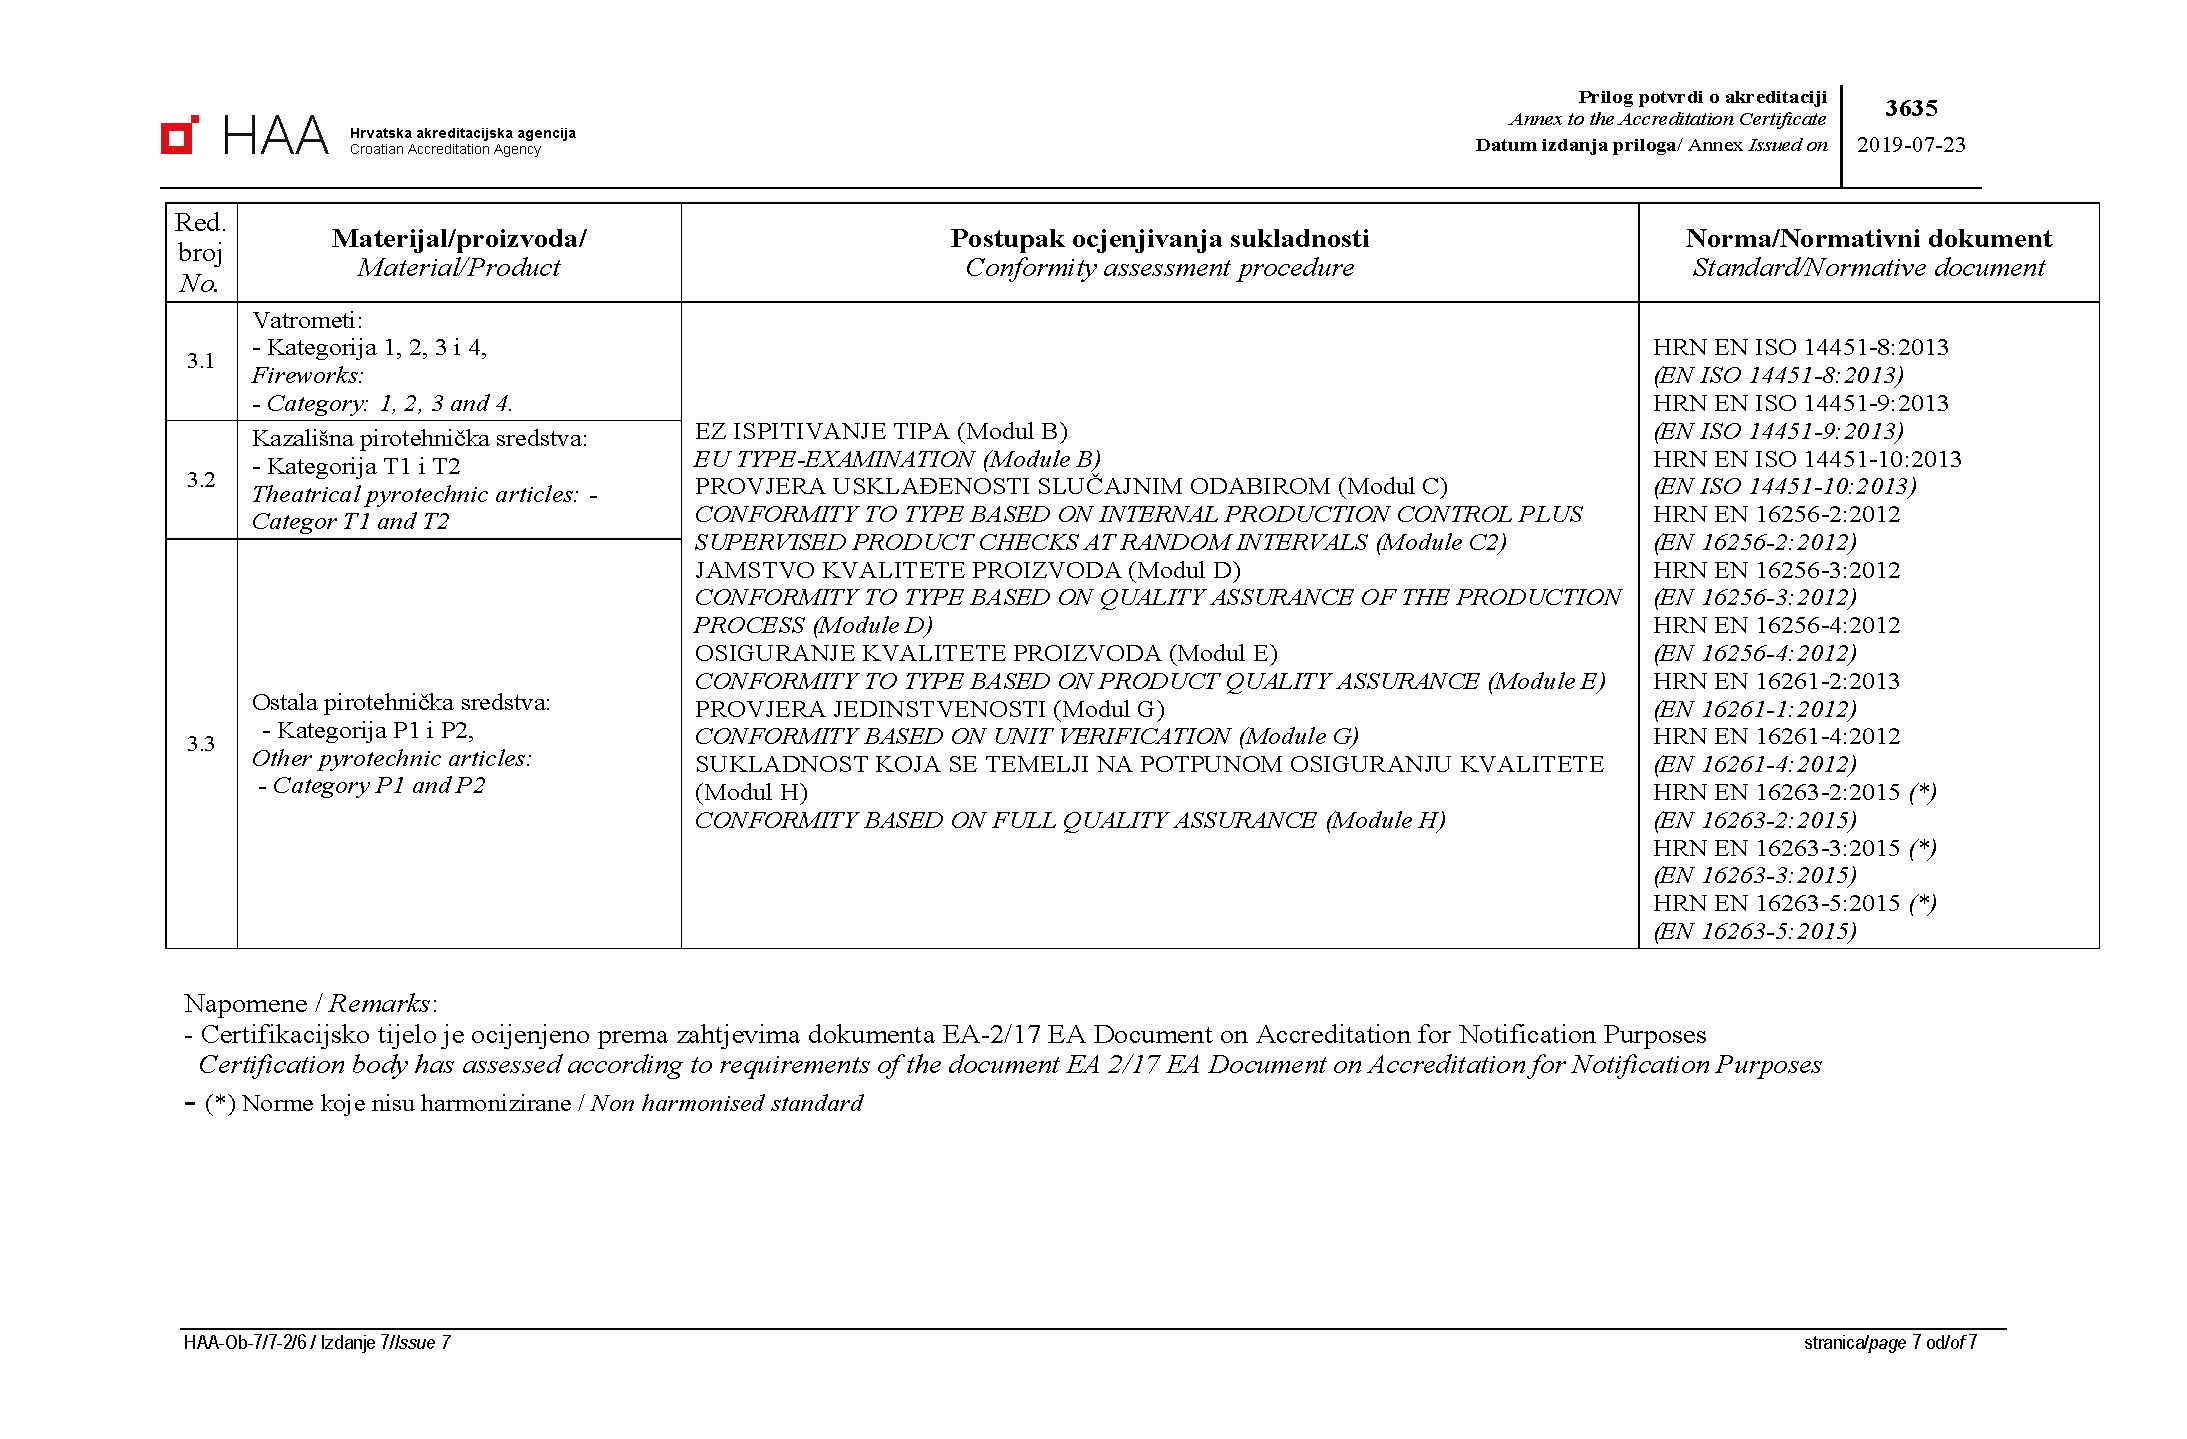 HAA
Hrvatska akreditacijska agencija
Croatian Accreditation Agency
Prilog potvrdi o akreditaciji
Annex to the Accreditation Certificate
Datum izdanja priloga/ Annex Issued on
3635
2019-07-23
Red.
broj
No.
Materijal/proizvoda/
Material/Product
Postupak ocjenjivanja sukladnosti
Conformity assessment procedure
Norma/Normativni dokument
Standard/Normative document
3.1
Vatrometi:
- Kategorija 1, 2, 3 i 4,
Fireworks:
- Category: 1, 2, 3 and 4.
3.2
Kazališna pirotehnička sredstva:
- Kategorija T1 i T2
Theatrical pyrotechnic articles: -
Categor T1 and T2
3.3
Ostala pirotehnička sredstva:
- Kategorija P1 i P2,
Other pyrotechnic articles:
- Category P1 and P2
EZ ISPITIVANJE TIPA (Modul B)
EU TYPE-EXAMINATION (Module B)
PROVJERA USKLAĐENOSTI SLUČAJNIM ODABIROM (Modul C)
CONFORMITY TO TYPE BASED ON INTERNAL PRODUCTION CONTROL PLUS
SUPERVISED PRODUCT CHECKS AT RANDOM INTERVALS (Module C2)
JAMSTVO KVALITETE PROIZVODA (Modul D)
CONFORMITY TO TYPE BASED ON QUALITY ASSURANCE OF THE PRODUCTION
PROCESS (Module D)
OSIGURANJE KVALITETE PROIZVODA (Modul E)
CONFORMITY TO TYPE BASED ON PRODUCT QUALITY ASSURANCE (Module E)
PROVJERA JEDINSTVENOSTI (Modul G)
CONFORMITY BASED ON UNIT VERIFICATION (Module G)
SUKLADNOST KOJA SE TEMELJI NA POTPUNOM OSIGURANJU KVALITETE
(Modul H)
CONFORMITY BASED ON FULL QUALITY ASSURANCE (Module H)
HRN EN ISO 14451-8:2013
(EN ISO 14451-8:2013)
HRN EN ISO 14451-9:2013
(EN ISO 14451-9:2013)
HRN EN ISO 14451-10:2013
(EN ISO 14451-10:2013)
HRN EN 16256-2:2012
(EN 16256-2:2012)
HRN EN 16256-3:2012
(EN 16256-3:2012)
HRN EN 16256-4:2012
(EN 16256-4:2012)
HRN EN 16261-2:2013
(EN 16261-1:2012)
HRN EN 16261-4:2012
(EN 16261-4:2012)
HRN EN 16263-2:2015 (*)
(EN 16263-2:2015)
HRN EN 16263-3:2015 (*)
(EN 16263-3:2015)
HRN EN 16263-5:2015 (*)
(EN 16263-5:2015)
Napomene / Remarks:
- Certifikacijsko tijelo je ocijenjeno prema zahtjevima dokumenta EA-2/17 EA Document on Accreditation for Notification Purposes
Certification body has assessed according to requirements of the document EA 2/17 EA Document on Accreditation for Notification Purposes
- (*) Norme koje nisu harmonizirane / Non harmonised standard
HAA-Ob-7/7-2/6 / Izdanje 7/Issue 7
stranica/page 7 od/of 7